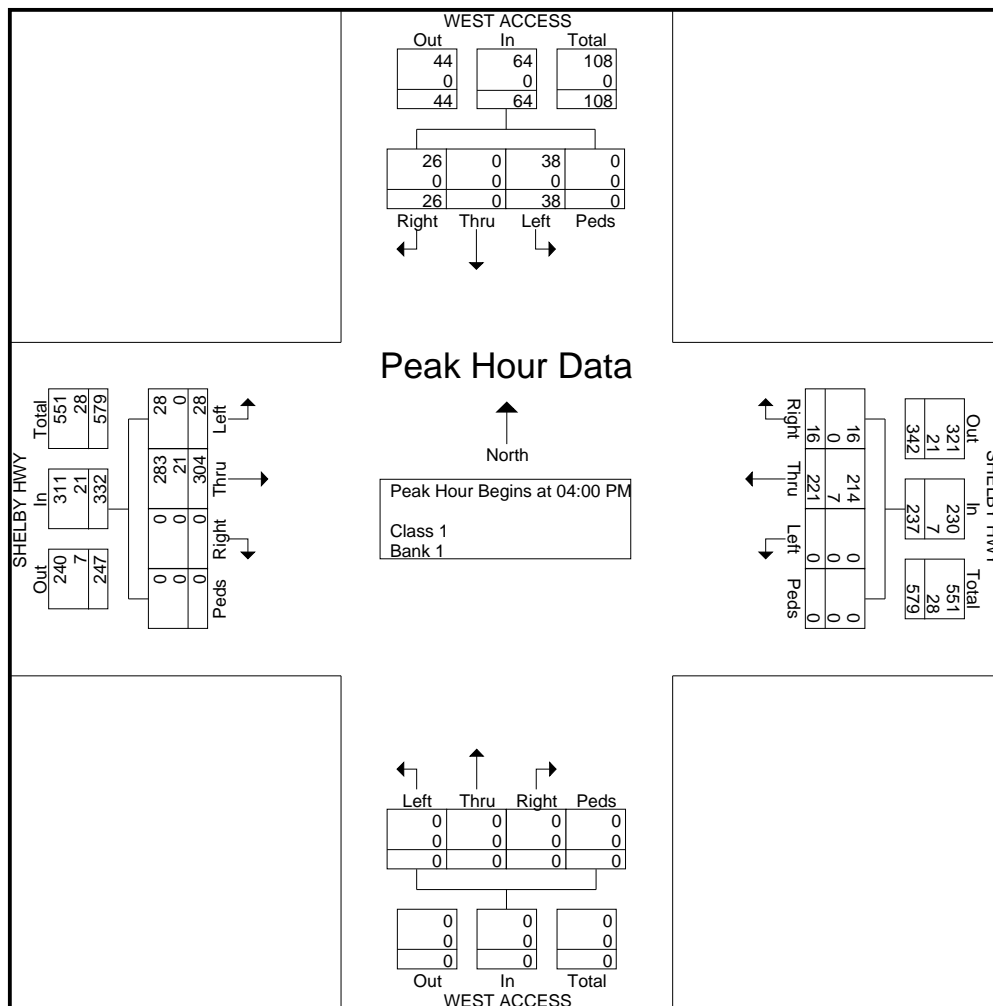 WEST ACCESS
Out In Total
44 64 108
0 0 0
44 64 108
26 0 38 0
0 0 0 0
26 0 38 0
Right Thru Left Peds
Peak Hour Data
North
Peak Hour Begins at 04:00 PM
Class 1
Bank 1
SHELBY HWY
Out In Total
240 311 551
7 21 28
247 332 579
0 0 283 28
0 0 21 0
0 0 304 28
Peds Right Thru Left
SHELBY HWY
Out In Total
321 230 551
21 7 28
342 237 579
16 214 0 0
0 7 0 0
16 221 0 0
Right Thru Left Peds
Left Thru Right Peds
0 0 0 0
0 0 0 0
0 0 0 0
0 0 0
0 0 0
0 0 0
Out In Total
WEST ACCESS